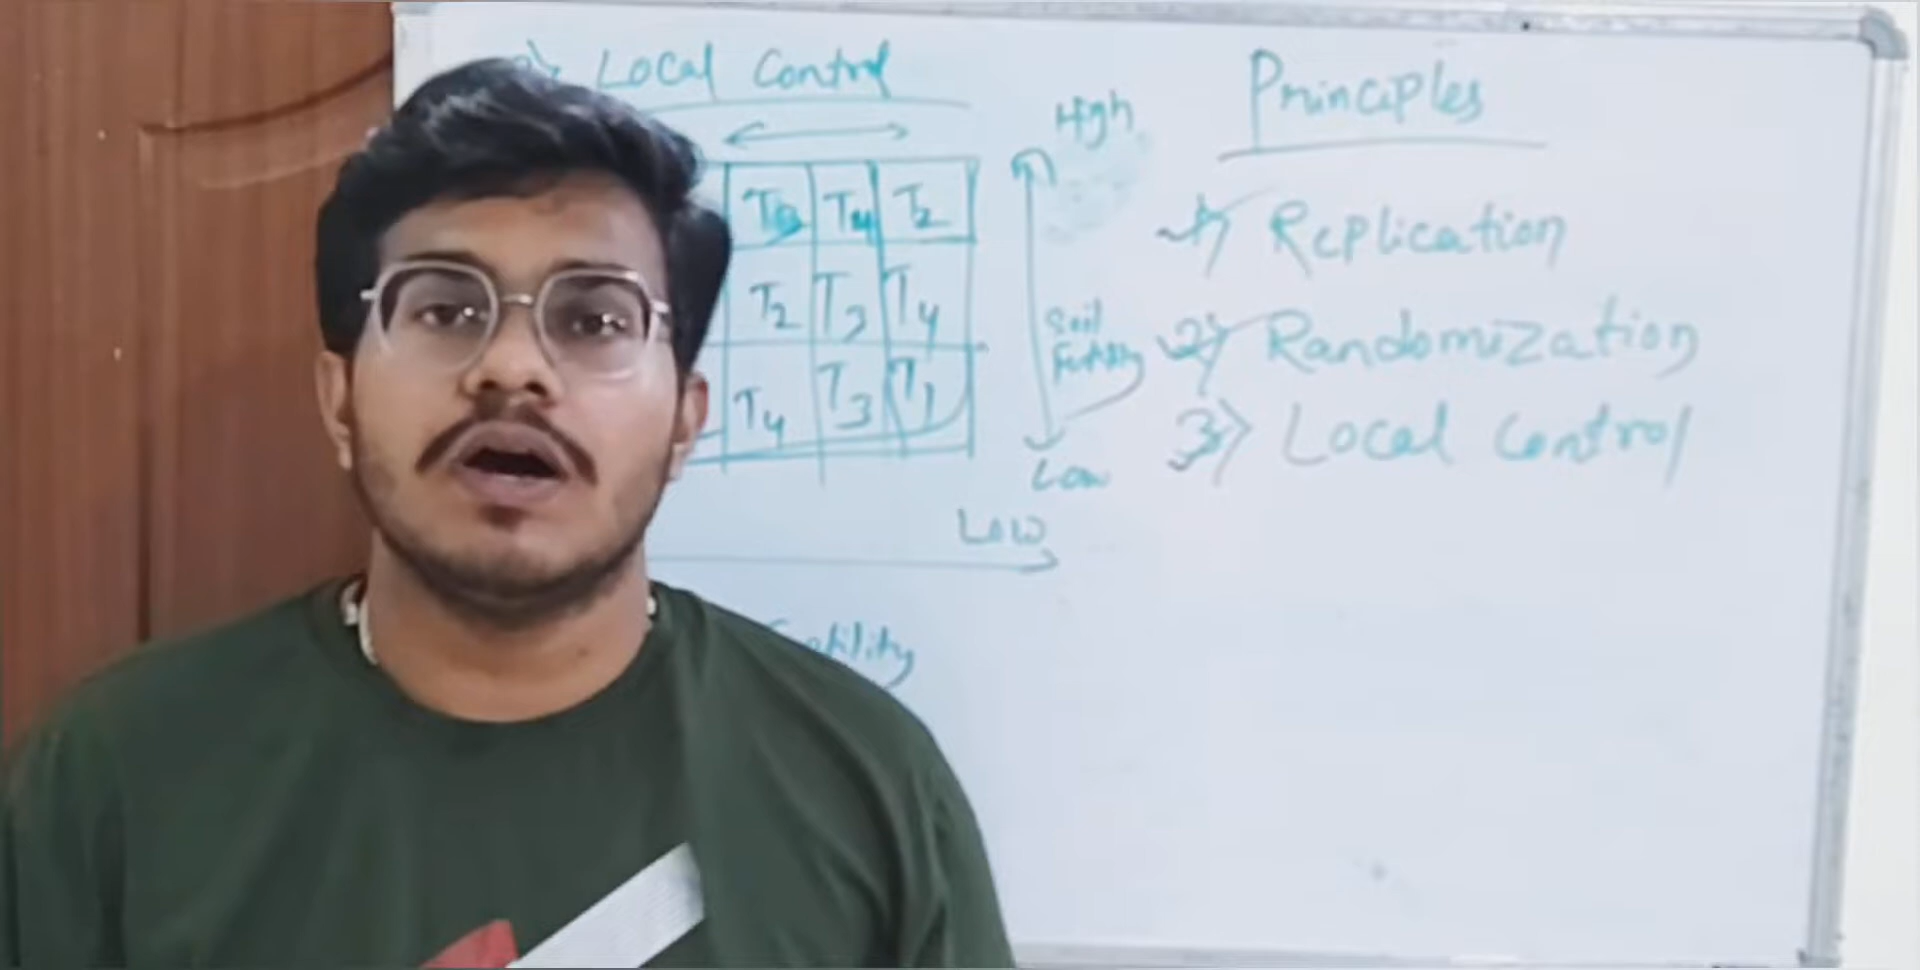 Local Control
High
T4 T2
T2 T3 T4
T4 T3 T1
Soil
Low
Low
Principles
1) Replication
2) Randomization
3) Local Control